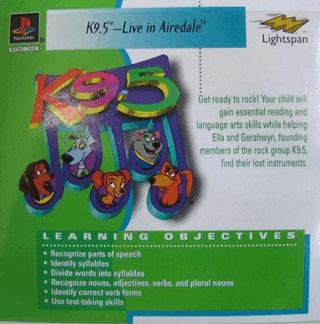 K9.5™—Live in Airedale™
PlayStation
Lightspan
K9.5
Get ready to rock! Your child will
gain essential reading and
language arts skills while helping
Ella and Gershwyn, founding
members of the rock group K9.5,
find their lost instruments.
LEARNING OBJECTIVES
• Recognize parts of speech
• Identify syllables
• Divide words into syllables
• Recognize nouns, adjectives, verbs, and plural nouns
• Identify correct verb forms
• Use test-taking skills